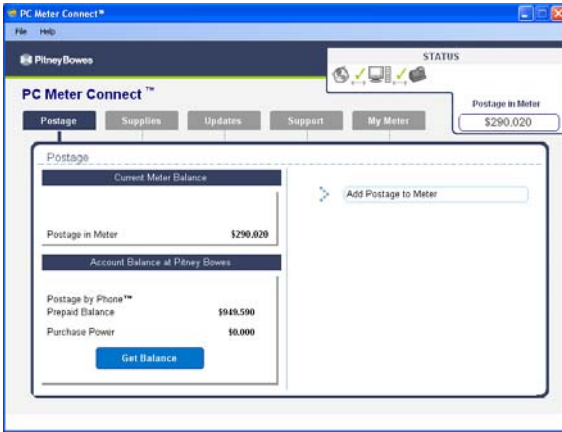 PC Meter Connect™
File Help
Pitney Bowes
STATUS
PC Meter Connect ™
Postage in Meter
$290.020
Postage Supplies Updates Support My Meter
Postage
Current Meter Balance
Add Postage to Meter
Postage in Meter $290.020
Account Balance at Pitney Bowes
Postage by Phone™
Prepaid Balance $949.590
Purchase Power $0.000
Get Balance